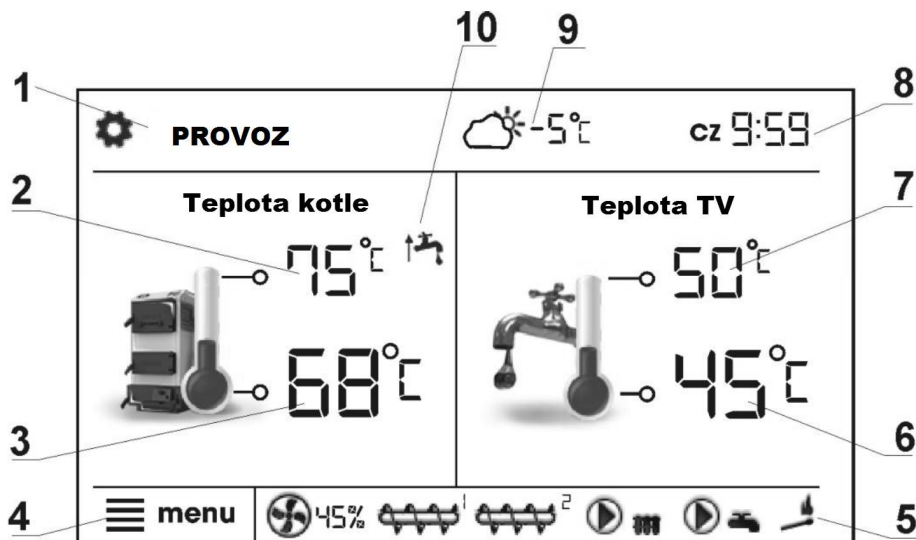 10 9
1 8
PROVOZ -5°C CZ 9:59
2 Teplota kotle Teplota TV 7
75°C 50°C
68°C 45°C
3 6
4 menu 45% 1 2 5